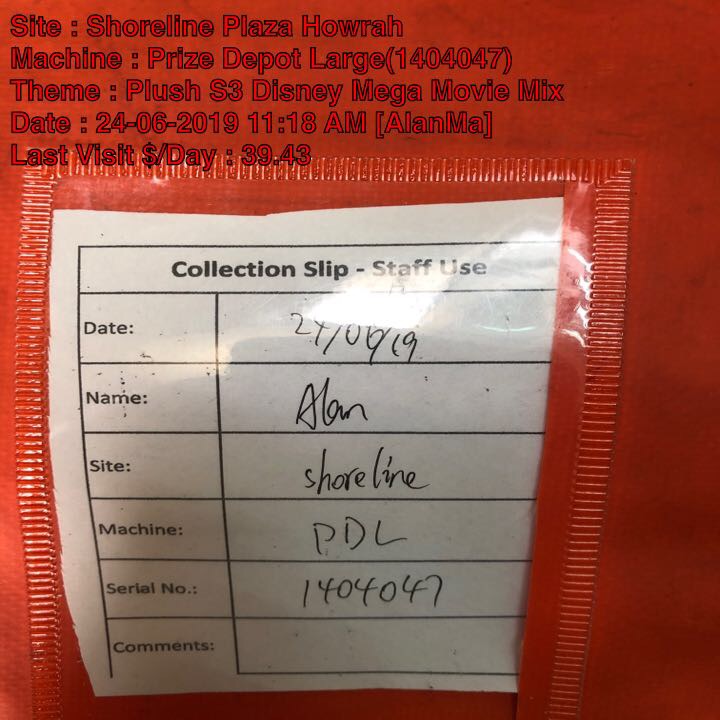 Site : Shoreline Plaza Howrah
Machine : Prize Depot Large(1404047)
Theme : Plush S3 Disney Mega Movie Mix
Date : 24-06-2019 11:18 AM [AlanMa]
Last Visit $/Day : 39.43
Collection Slip - Staff Use
Date: 24/06/19
Name: Alan
Site: shoreline
Machine: PDL
Serial No.: 1404047
Comments: